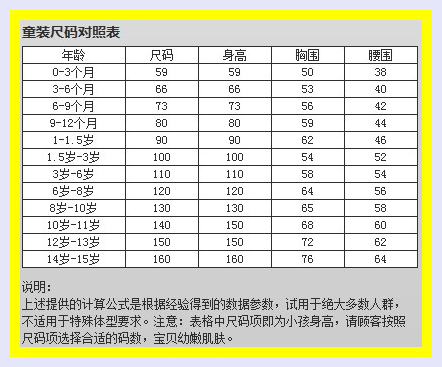 童装尺码对照表
年龄 尺码 身高 胸围 腰围
0-3个月 59 59 50 38
3-6个月 66 66 53 40
6-9个月 73 73 56 42
9-12个月 80 80 59 44
1-1.5岁 90 90 62 46
1.5岁-3岁 100 100 54 52
3岁-6岁 110 110 58 54
6岁-8岁 120 120 64 56
8岁-10岁 130 130 65 58
10岁-11岁 140 150 68 60
12岁-13岁 150 150 72 62
14岁-15岁 160 160 76 64
说明：
上述提供的计算公式是根据经验得到的数据参数，试用于绝大多数人群，
不适用于特殊体型要求。注意：表格中尺码项即为小孩身高，请顾客按照
尺码项选择合适的码数，宝贝幼嫩肌肤。